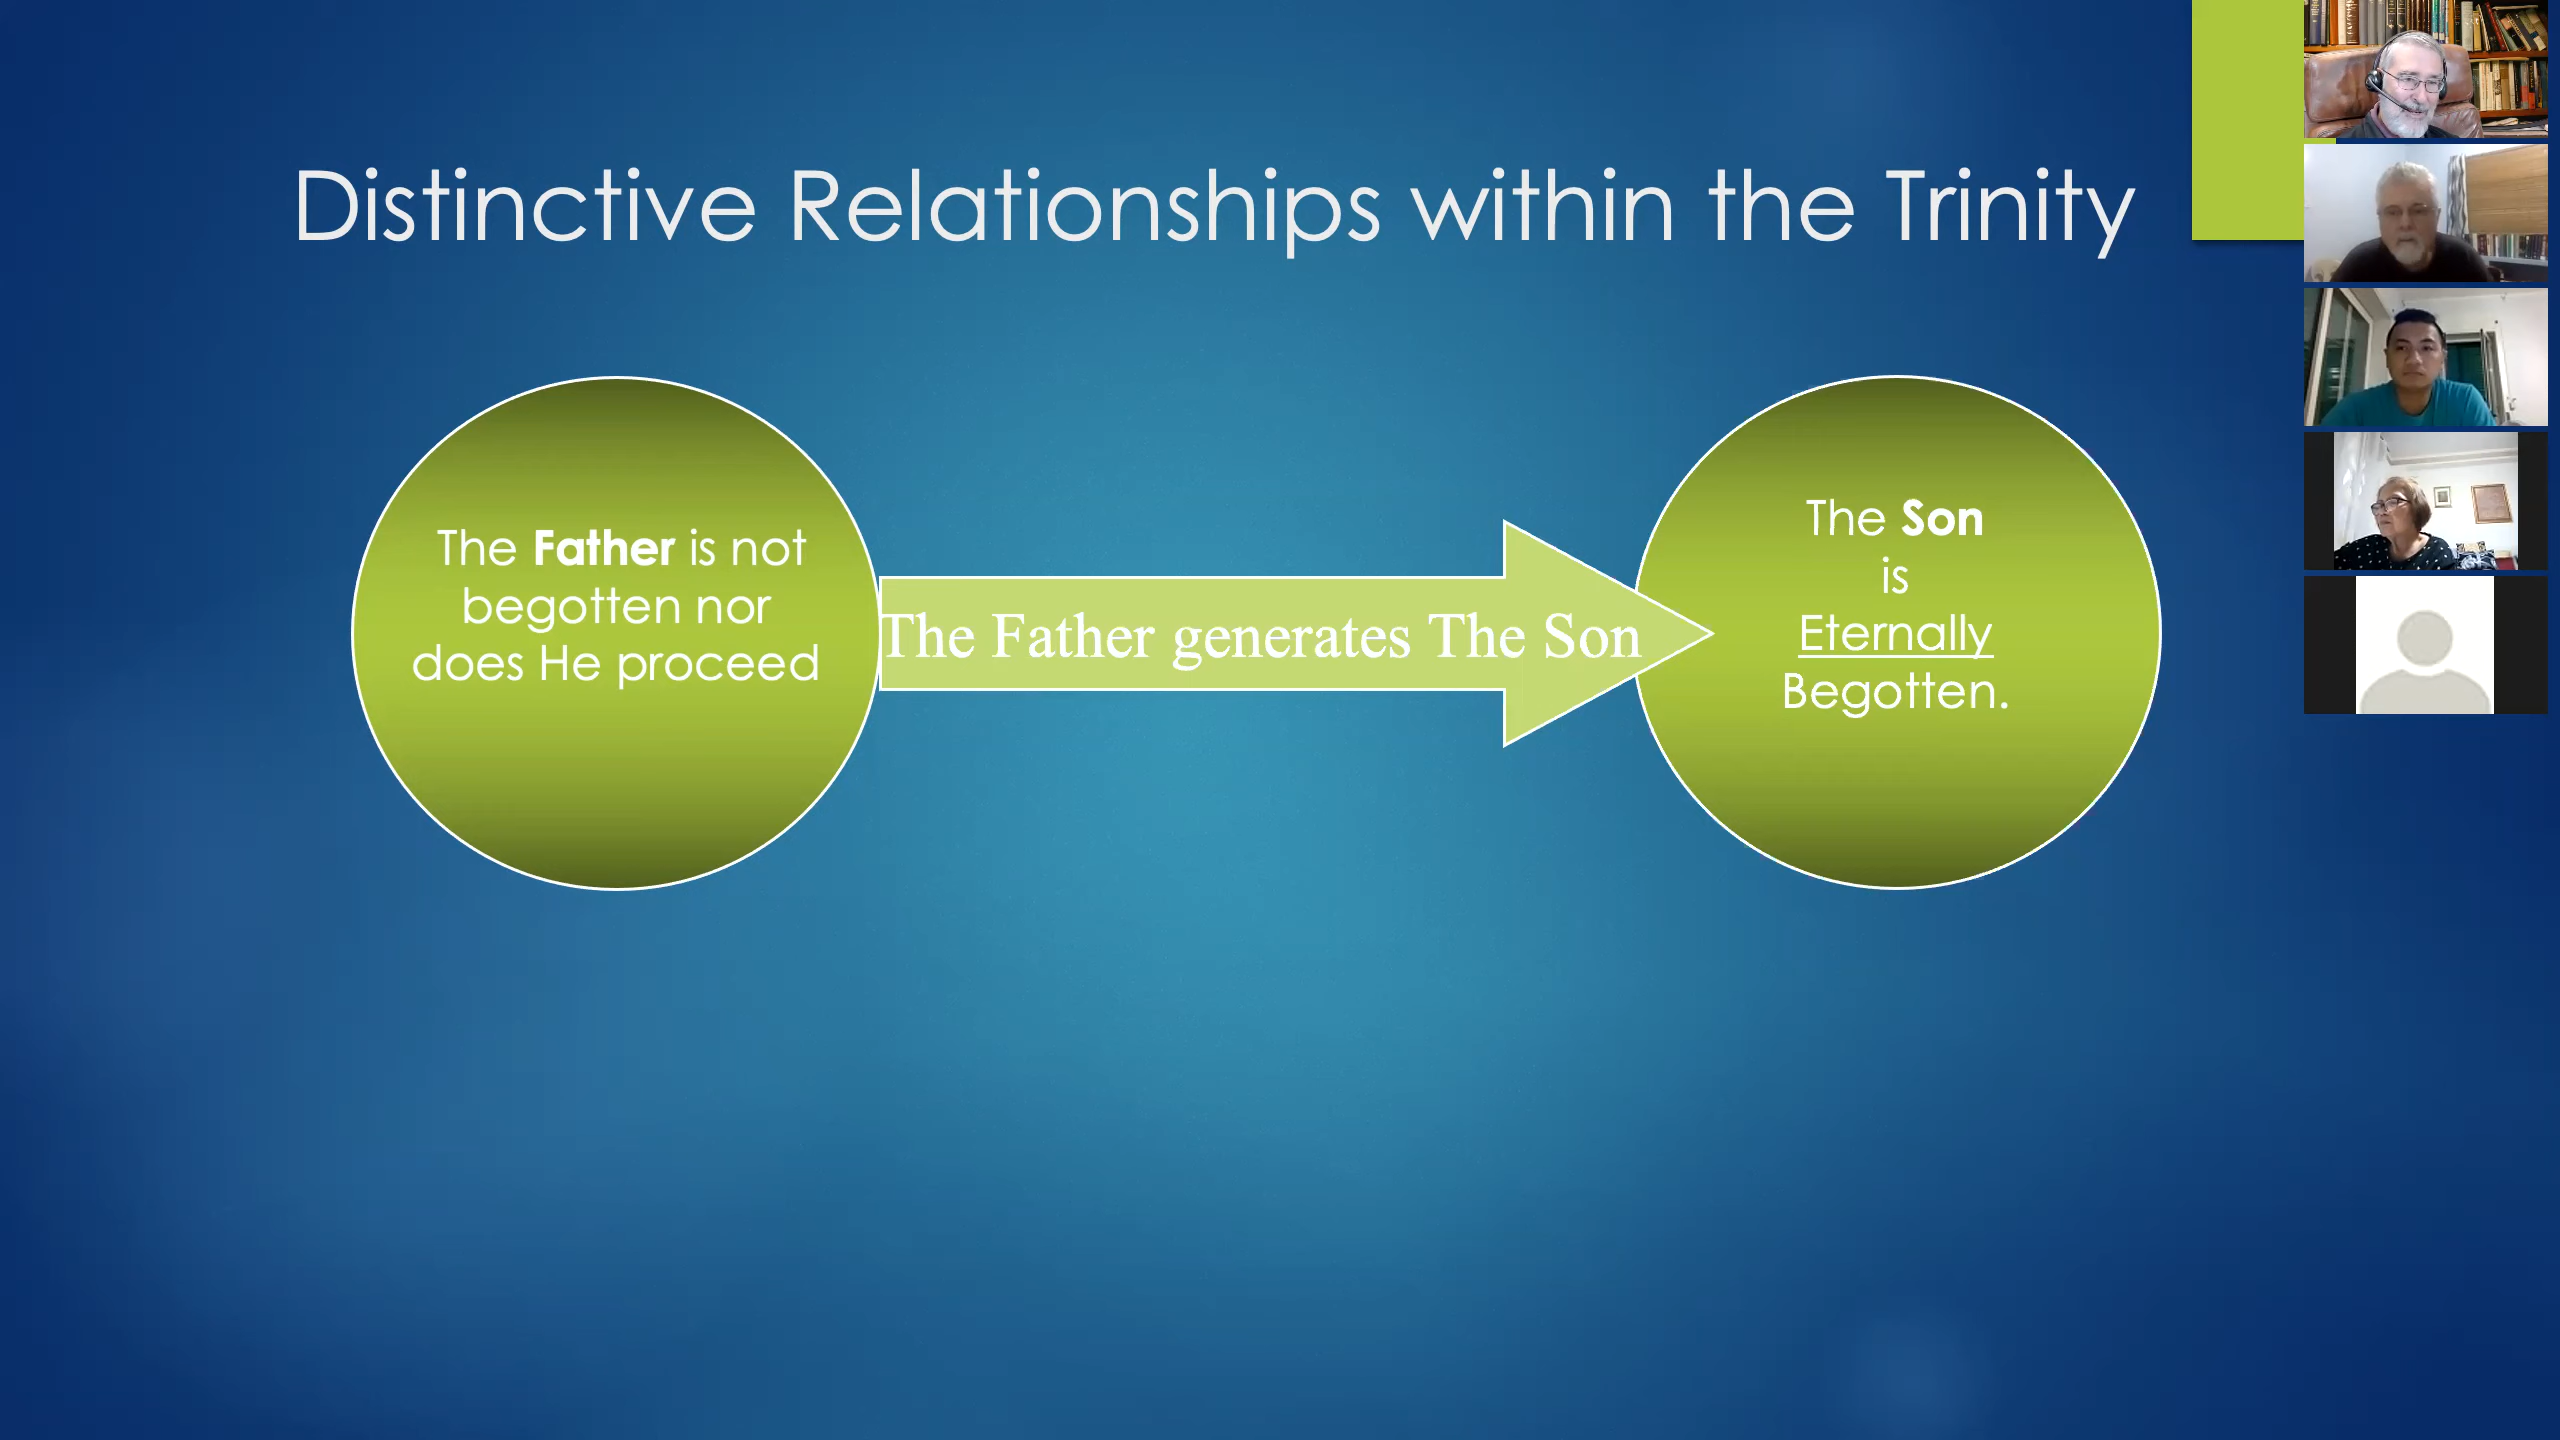 Distinctive Relationships within the Trinity
The Father is not
begotten nor
does He proceed
The Father generates The Son
The Son
is
Eternally
Begotten.